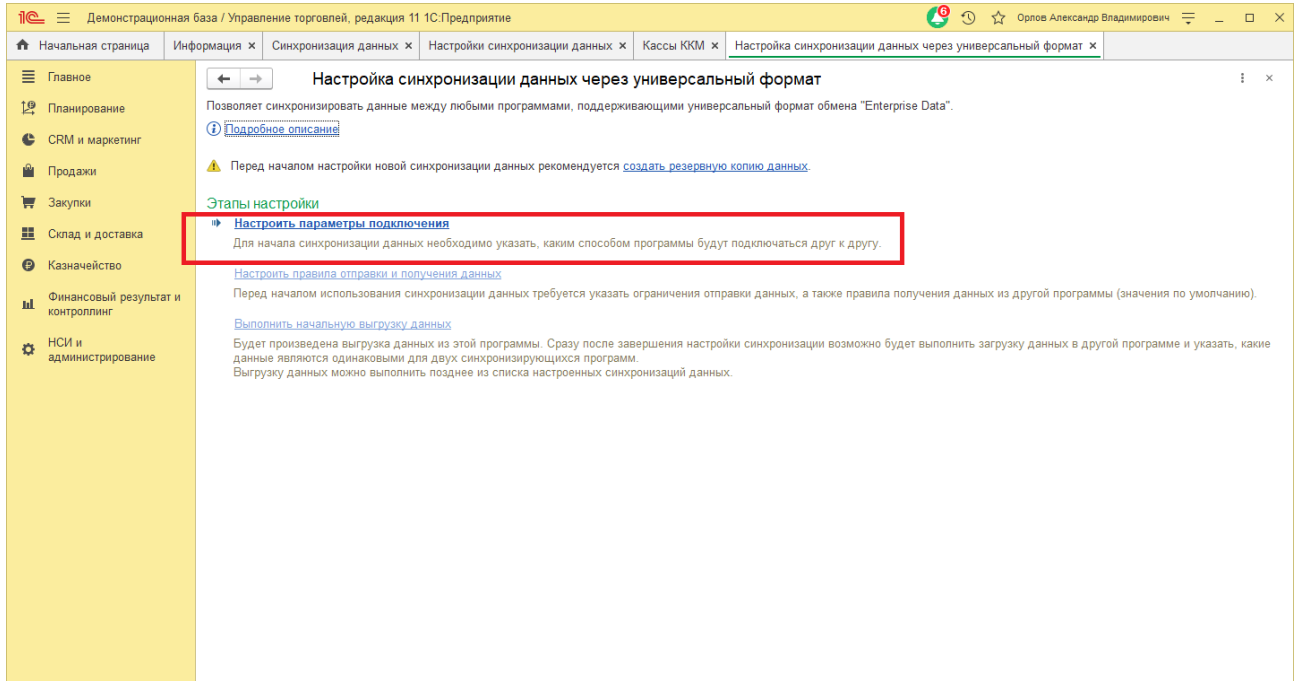 1С Демонстрационная база / Управление торговлей, редакция 11 1С:Предприятие 6 Орлов Александр Владимирович
Начальная страница Информация × Синхронизация данных × Настройки синхронизации данных × Кассы ККМ × Настройка синхронизации данных через универсальный формат ×
Главное
Планирование
CRM и маркетинг
Продажи
Закупки
Склад и доставка
Казначейство
Финансовый результат и
контроллинг
НСИ и
администрирование
Настройка синхронизации данных через универсальный формат
Позволяет синхронизировать данные между любыми программами, поддерживающими универсальный формат обмена "Enterprise Data".
Подробное описание
Перед началом настройки новой синхронизации данных рекомендуется создать резервную копию данных.
Этапы настройки
Настроить параметры подключения
Для начала синхронизации данных необходимо указать, каким способом программы будут подключаться друг к другу.
Настроить правила отправки и получения данных
Перед началом использования синхронизации данных требуется указать ограничения отправки данных, а также правила получения данных из другой программы (значения по умолчанию).
Выполнить начальную выгрузку данных
Будет произведена выгрузка данных из этой программы. Сразу после завершения настройки синхронизации возможно будет выполнить загрузку данных в другой программе и указать, какие
данные являются одинаковыми для двух синхронизирующихся программ.
Выгрузку данных можно выполнить позднее из списка настроенных синхронизаций данных.